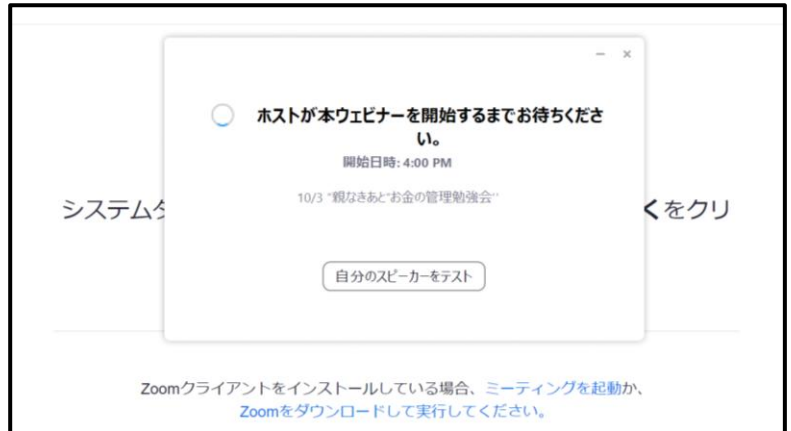 ホストが本ウェビナーを開始するまでお待ちくださ
い。
開始日時: 4:00 PM
10/3 "親なきあと"お金の管理勉強会"
システム
くをクリ
自分のスピーカーをテスト
Zoomクライアントをインストールしている場合、ミーティングを起動か、
Zoomをダウンロードして実行してください。